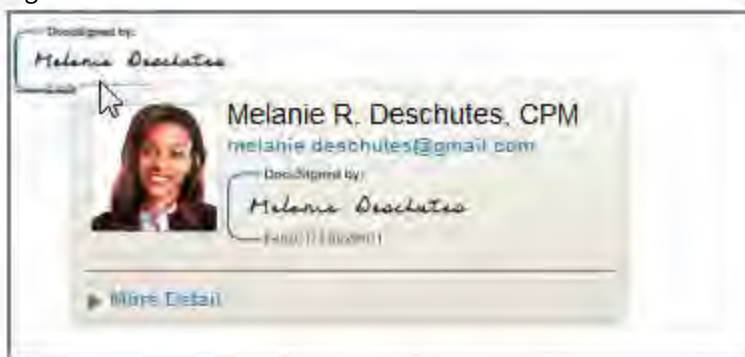 DocuSigned by:
Melanie Deschutes
Melanie R. Deschutes, CPM
melanie.deschutes@gmail.com
DocuSigned by:
Melanie Deschutes
More Detail